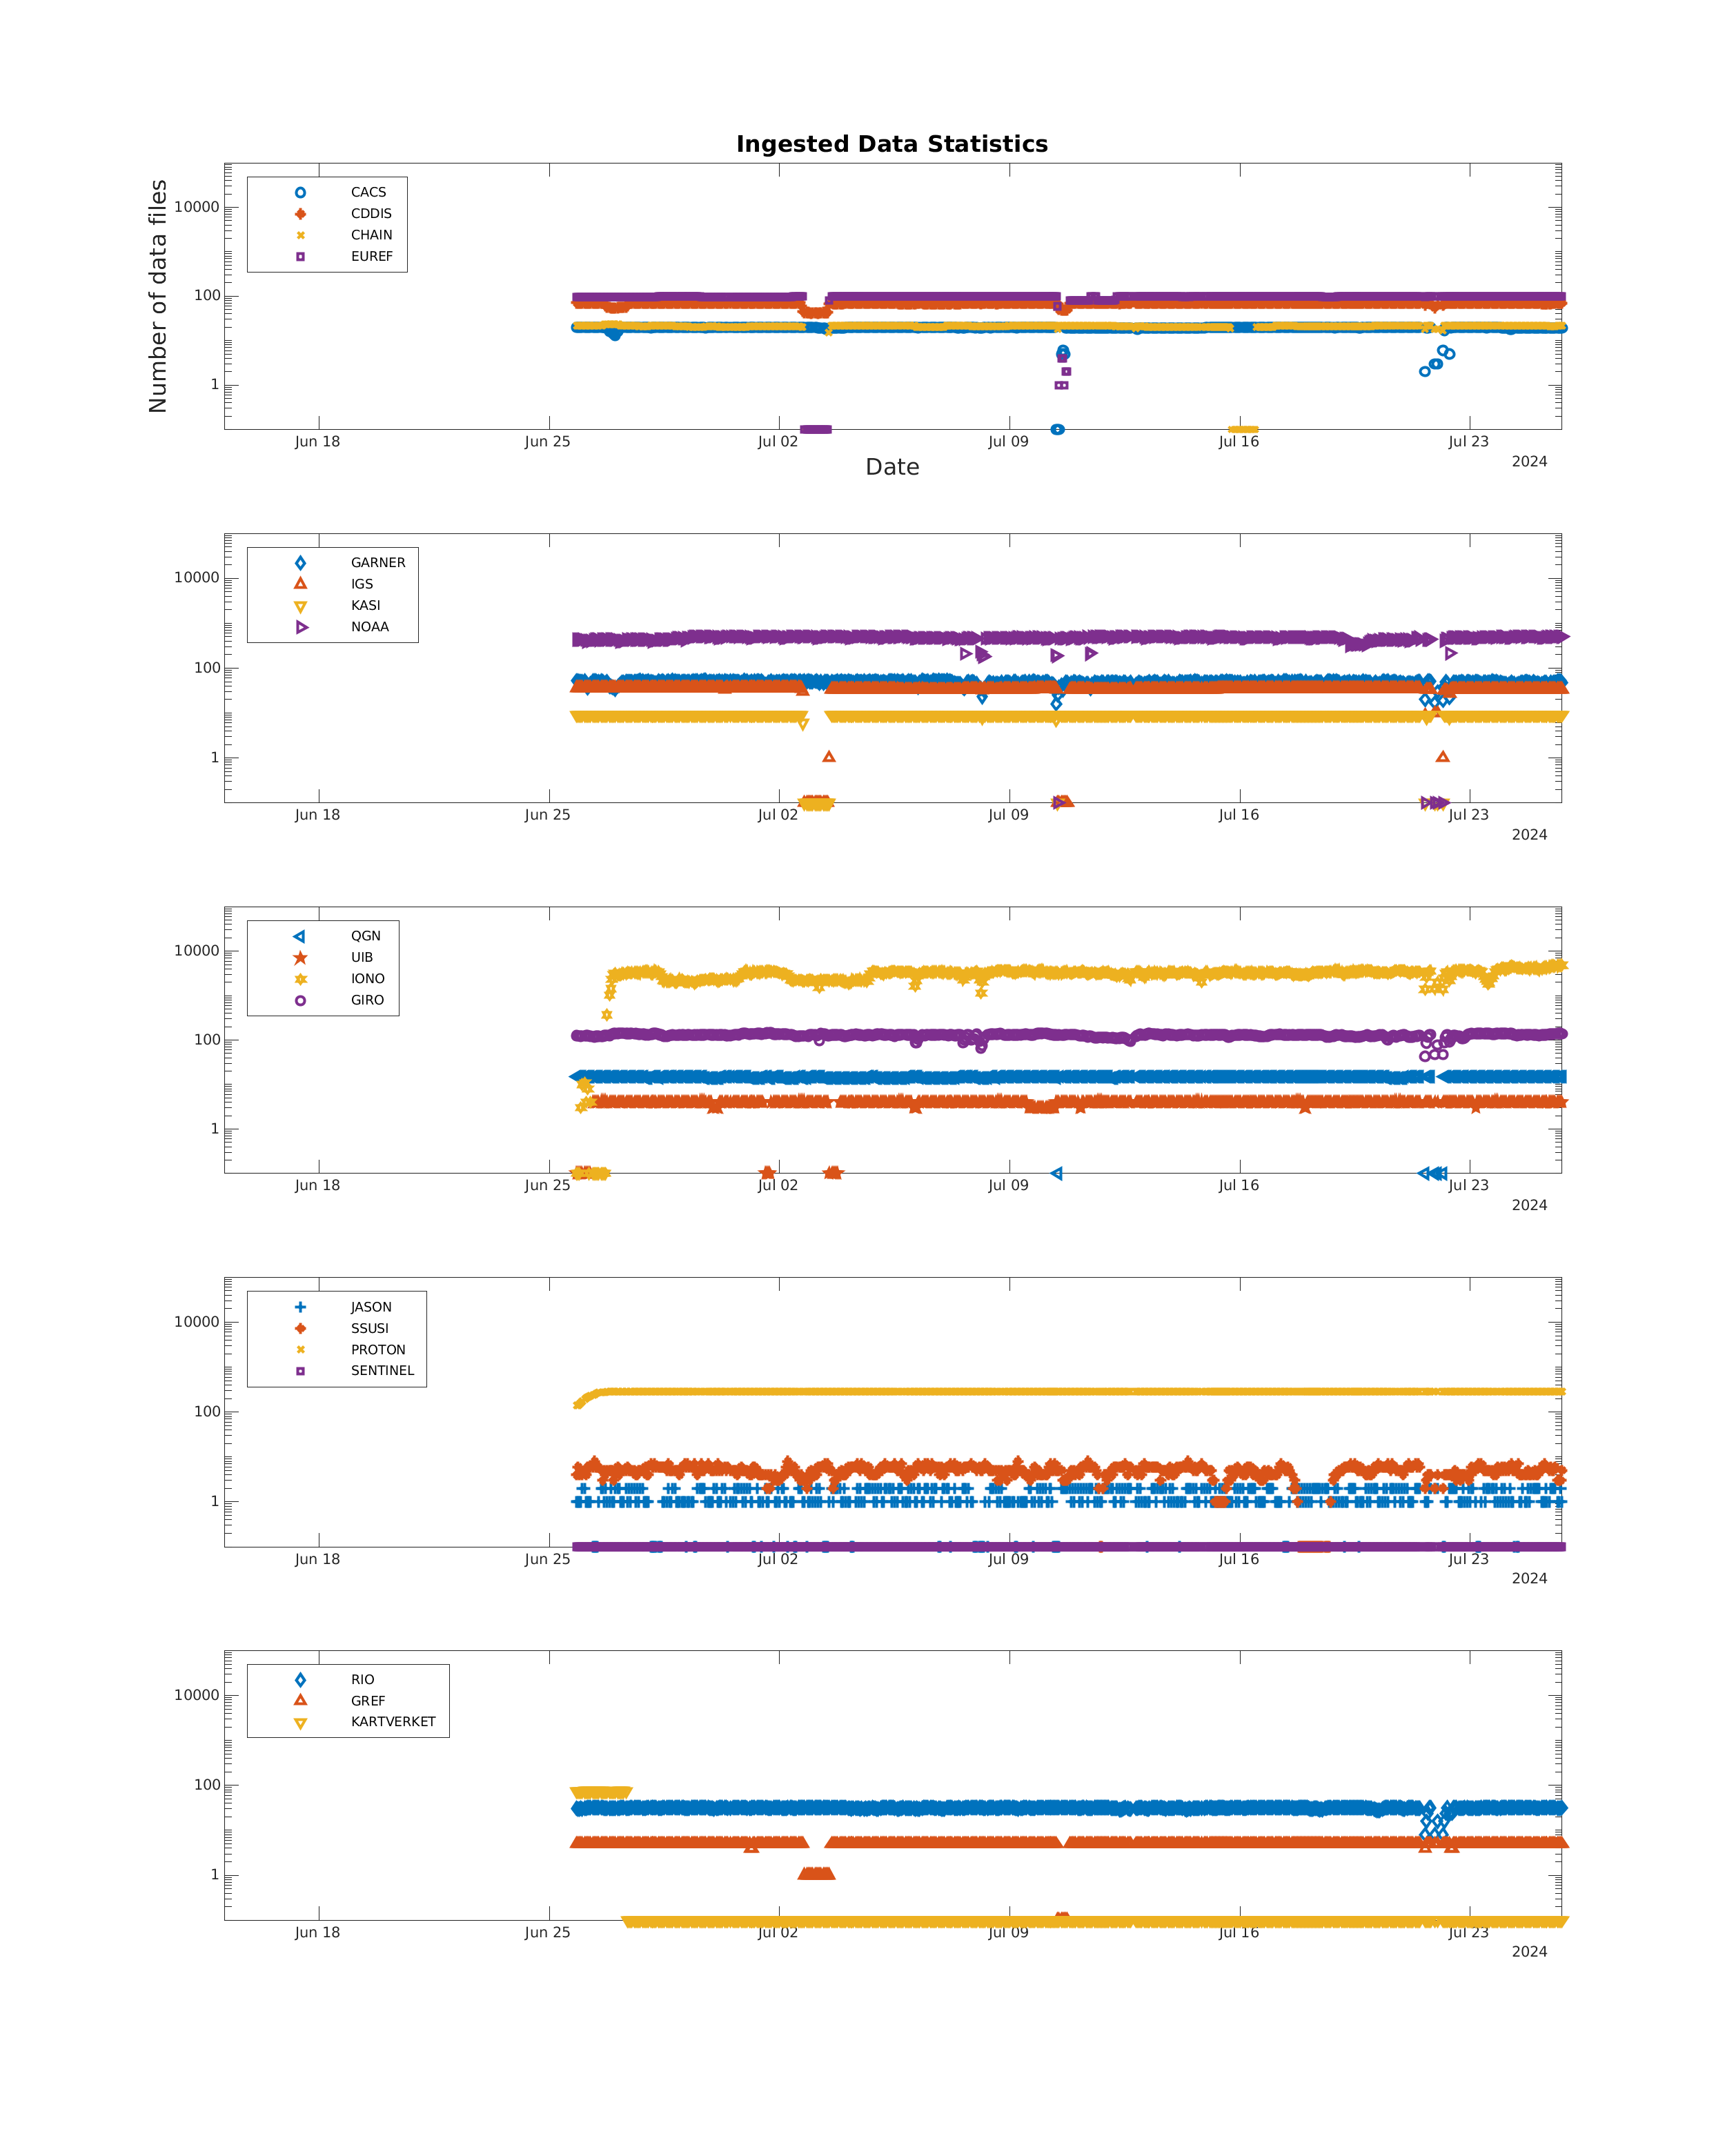 Ingested Data Statistics
Number of data files
CACS
CDDIS
CHAIN
EUREF
10000
100
1
Jun 18 Jun 25 Jul 02 Jul 09 Jul 16 Jul 23
2024
Date
GARNER
IGS
KASI
NOAA
10000
100
1
Jun 18 Jun 25 Jul 02 Jul 09 Jul 16 Jul 23
2024
QGN
UIB
IONO
GIRO
10000
100
1
Jun 18 Jun 25 Jul 02 Jul 09 Jul 16 Jul 23
2024
JASON
SSUSI
PROTON
SENTINEL
10000
100
1
Jun 18 Jun 25 Jul 02 Jul 09 Jul 16 Jul 23
2024
RIO
GREF
KARTVERKET
10000
100
1
Jun 18 Jun 25 Jul 02 Jul 09 Jul 16 Jul 23
2024